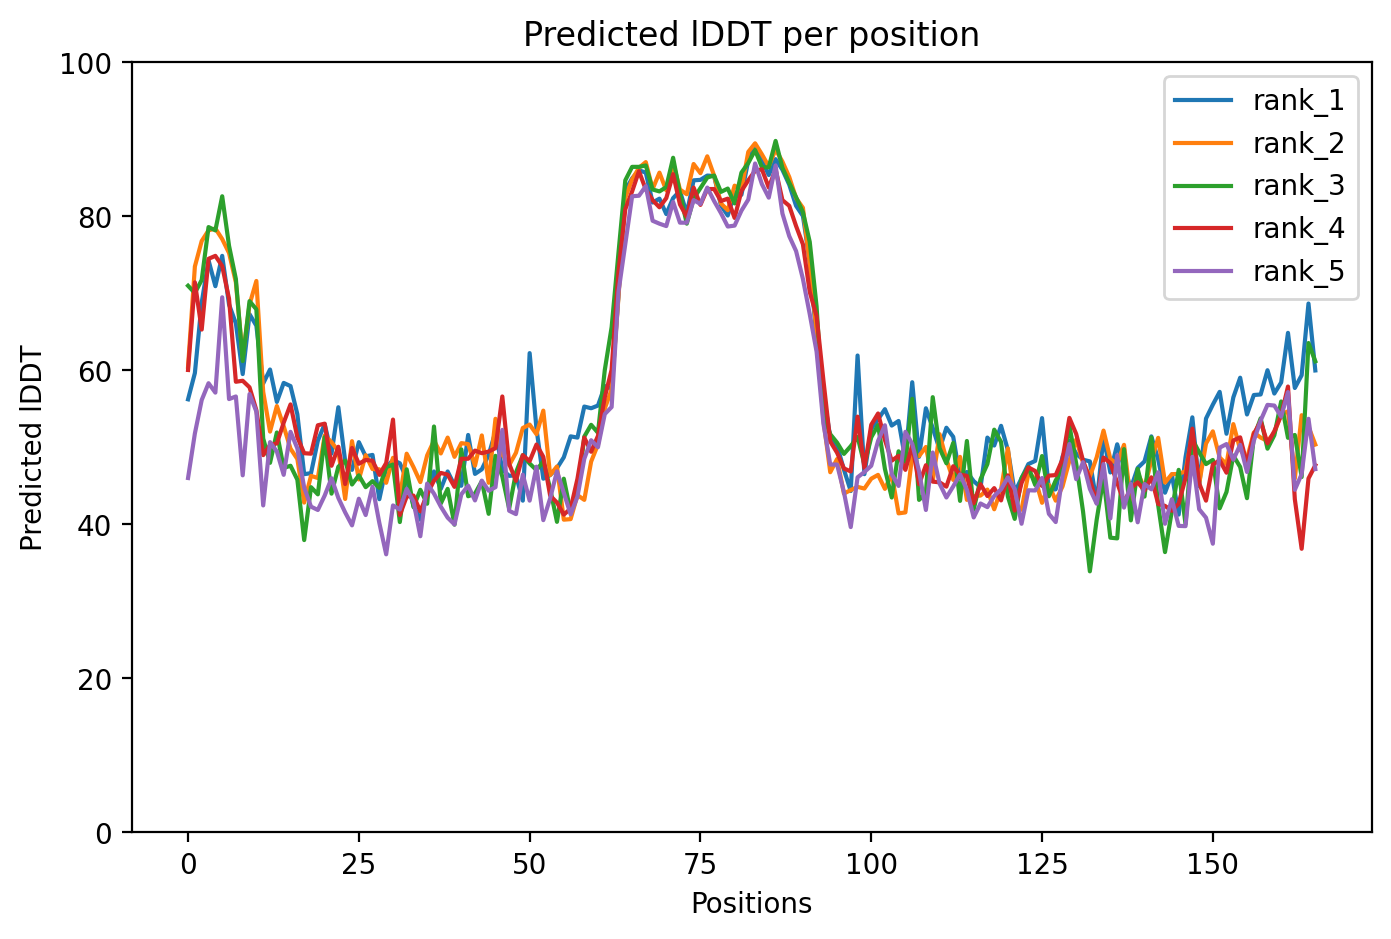 Predicted lDDT per position
100
80
60
40
20
0
Predicted lDDT
rank_1
rank_2
rank_3
rank_4
rank_5
0 25 50 75 100 125 150
Positions